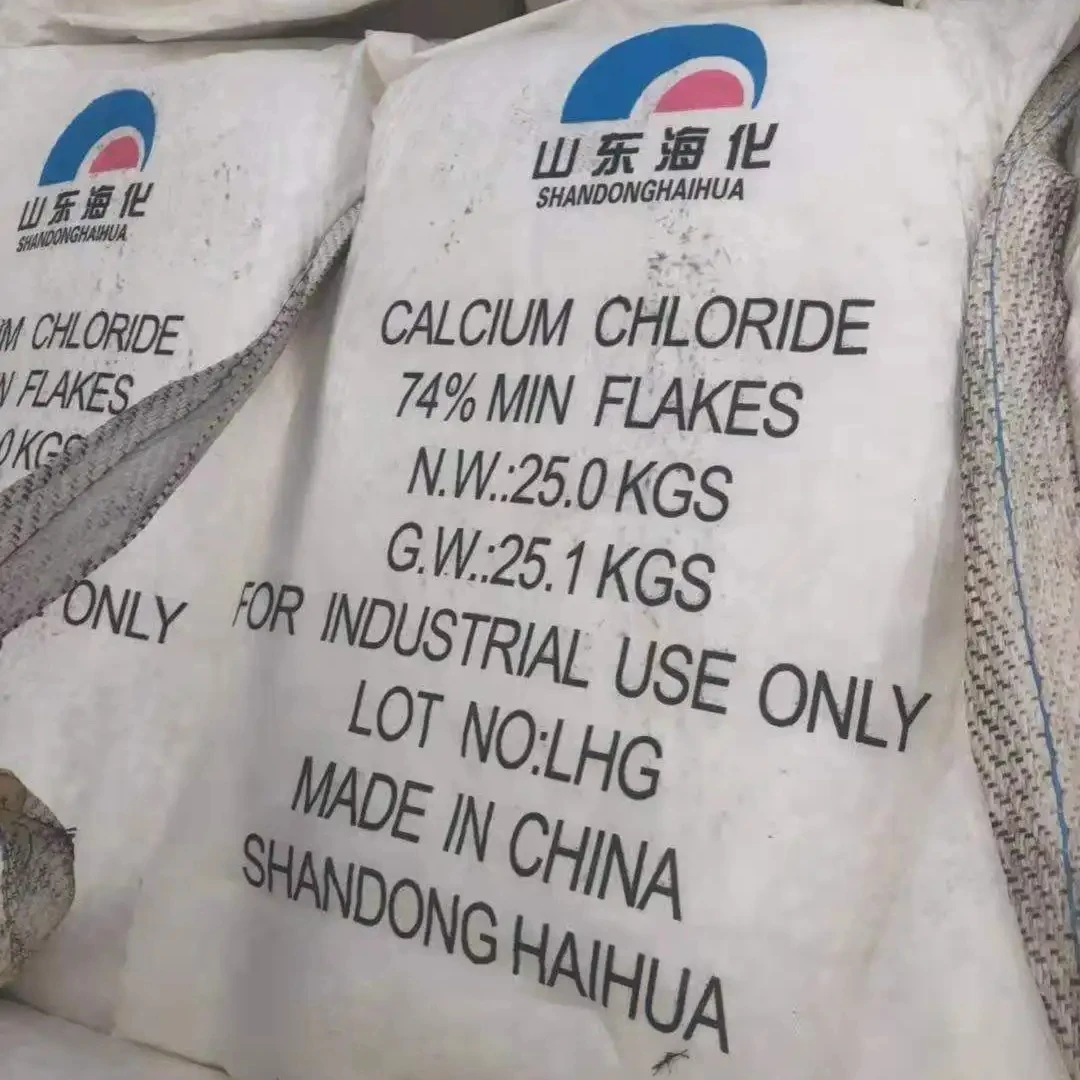 山东海化
SHANDONGHAIHUA
CHLORIDE
FLAKES
ONLY
山东海化
SHANDONGHAIHUA
CALCIUM CHLORIDE
74% MIN FLAKES
N.W.:25.0 KGS
G.W.:25.1 KGS
FOR INDUSTRIAL USE ONLY
LOT NO:LHG
MADE IN CHINA
SHANDONG HAIHUA